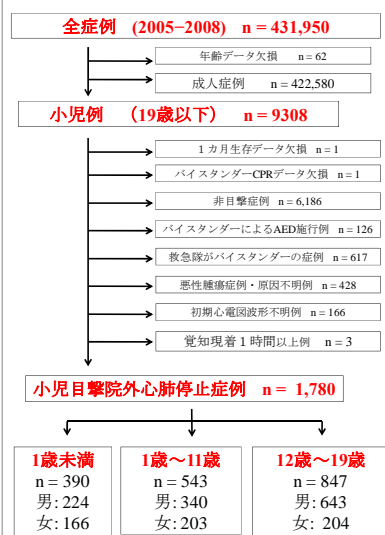 全症例 (2005−2008) n = 431,950
年齢データ欠損 n = 62
成人症例 n = 422,580
小児例 (19歳以下) n = 9308
１カ月生存データ欠損 n = 1
バイスタンダーCPRデータ欠損 n = 1
非目撃症例 n = 6,186
バイスタンダーによるAED施行例 n = 126
救急隊がバイスタンダーの症例 n = 617
悪性腫瘍症例・原因不明例 n = 428
初期心電図波形不明例 n = 166
覚知現着１時間以上例 n = 3
小児目撃院外心肺停止症例 n = 1,780
1歳未満
n = 390
男: 224
女: 166
1歳～11歳
n = 543
男: 340
女: 203
12歳～19歳
n = 847
男: 643
女: 204